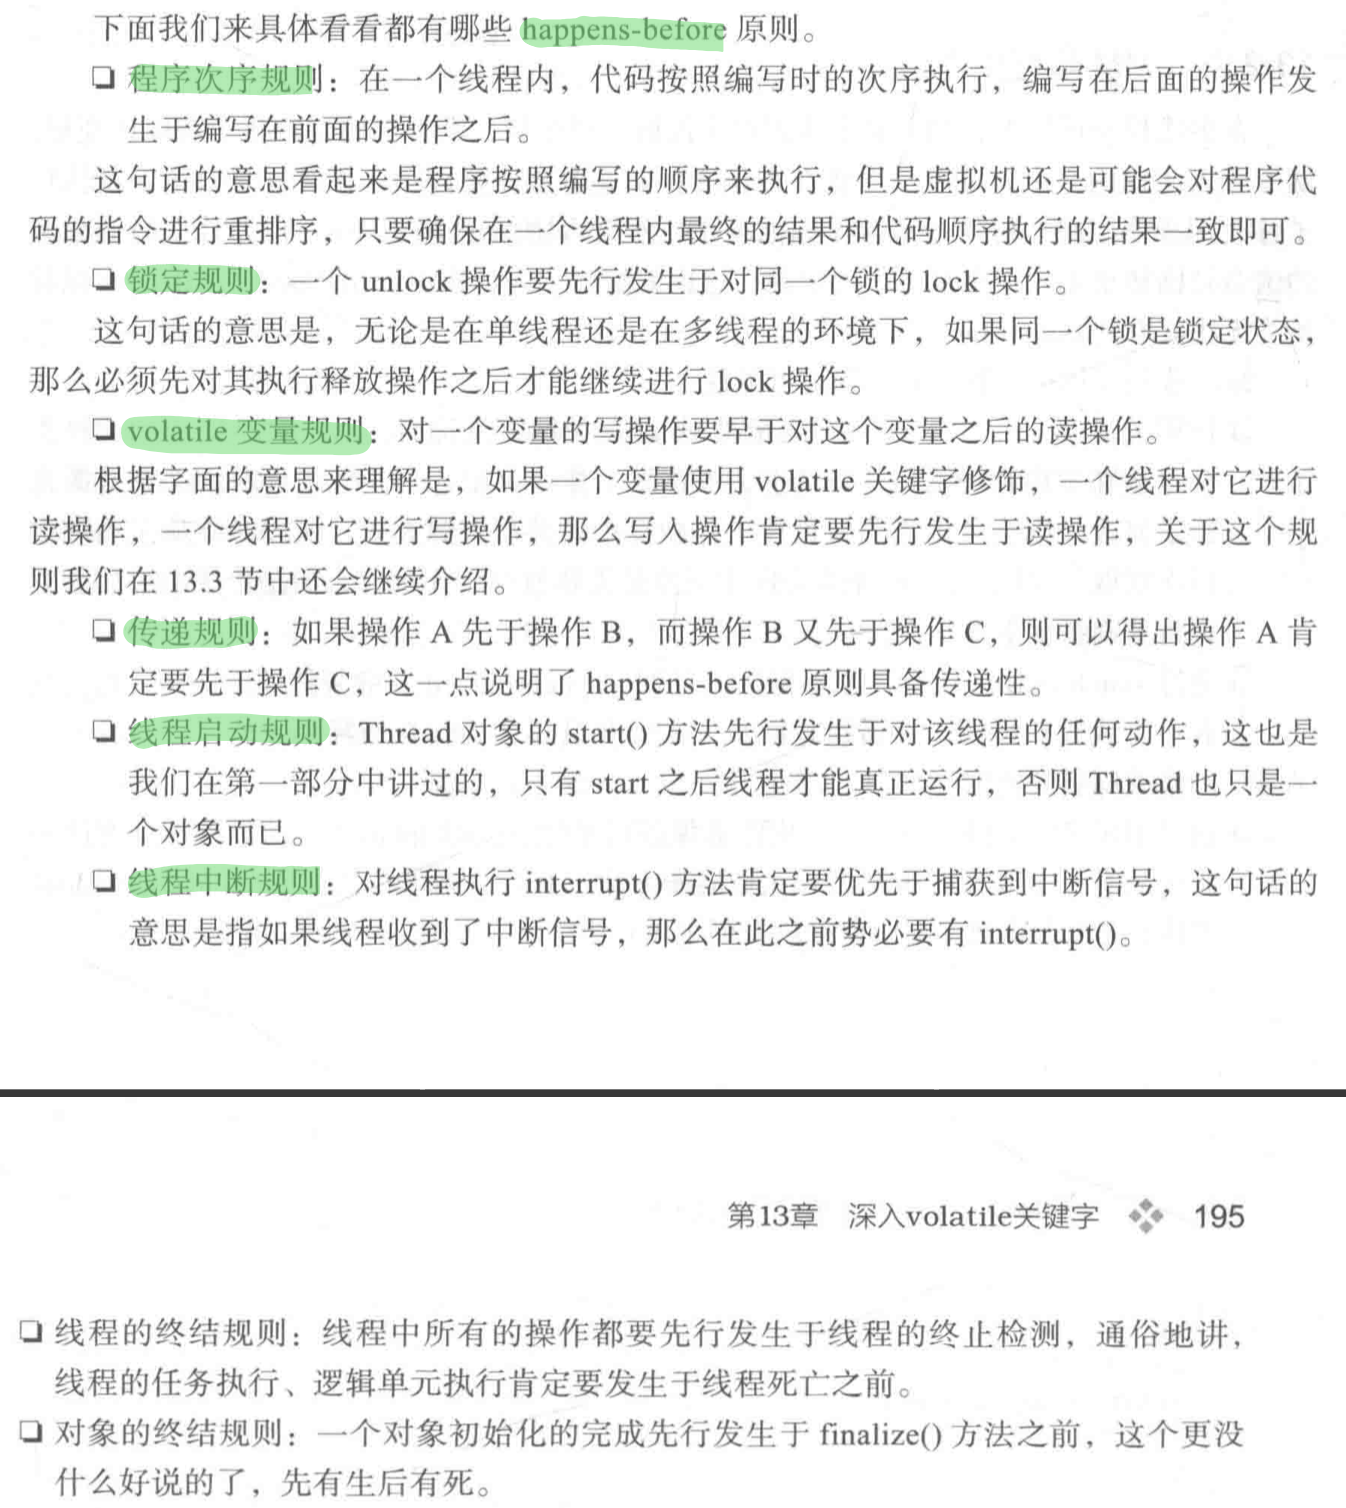 下面我们来具体看看都有哪些 happens-before 原则。
❏ 程序次序规则：在一个线程内，代码按照编写时的次序执行，编写在后面的操作发
生于编写在前面的操作之后。
这句话的意思看起来是程序按照编写的顺序来执行，但是虚拟机还是可能会对程序代
码的指令进行重排序，只要确保在一个线程内最终的结果和代码顺序执行的结果一致即可。
❏ 锁定规则：一个 unlock 操作要先行发生于对同一个锁的 lock 操作。
这句话的意思是，无论是在单线程还是在多线程的环境下，如果同一个锁是锁定状态，
那么必须先对其执行释放操作之后才能继续进行 lock 操作。
❏ volatile 变量规则：对一个变量的写操作要早于对这个变量之后的读操作。
根据字面的意思来理解是，如果一个变量使用 volatile 关键字修饰，一个线程对它进行
读操作，一个线程对它进行写操作，那么写入操作肯定要先行发生于读操作，关于这个规
则我们在 13.3 节中还会继续介绍。
❏ 传递规则：如果操作 A 先于操作 B，而操作 B 又先于操作 C，则可以得出操作 A 肯
定要先于操作 C，这一点说明了 happens-before 原则具备传递性。
❏ 线程启动规则：Thread 对象的 start() 方法先行发生于对该线程的任何动作，这也是
我们在第一部分中讲过的，只有 start 之后线程才能真正运行，否则 Thread 也只是一
个对象而已。
❏ 线程中断规则：对线程执行 interrupt() 方法肯定要优先于捕获到中断信号，这句话的
意思是指如果线程收到了中断信号，那么在此之前势必要有 interrupt()。
第13章 深入volatile关键字 195
❏ 线程的终结规则：线程中所有的操作都要先行发生于线程的终止检测，通俗地讲，
线程的任务执行、逻辑单元执行肯定要发生于线程死亡之前。
❏ 对象的终结规则：一个对象初始化的完成先行发生于 finalize() 方法之前，这个更没
什么好说的了，先有生后有死。